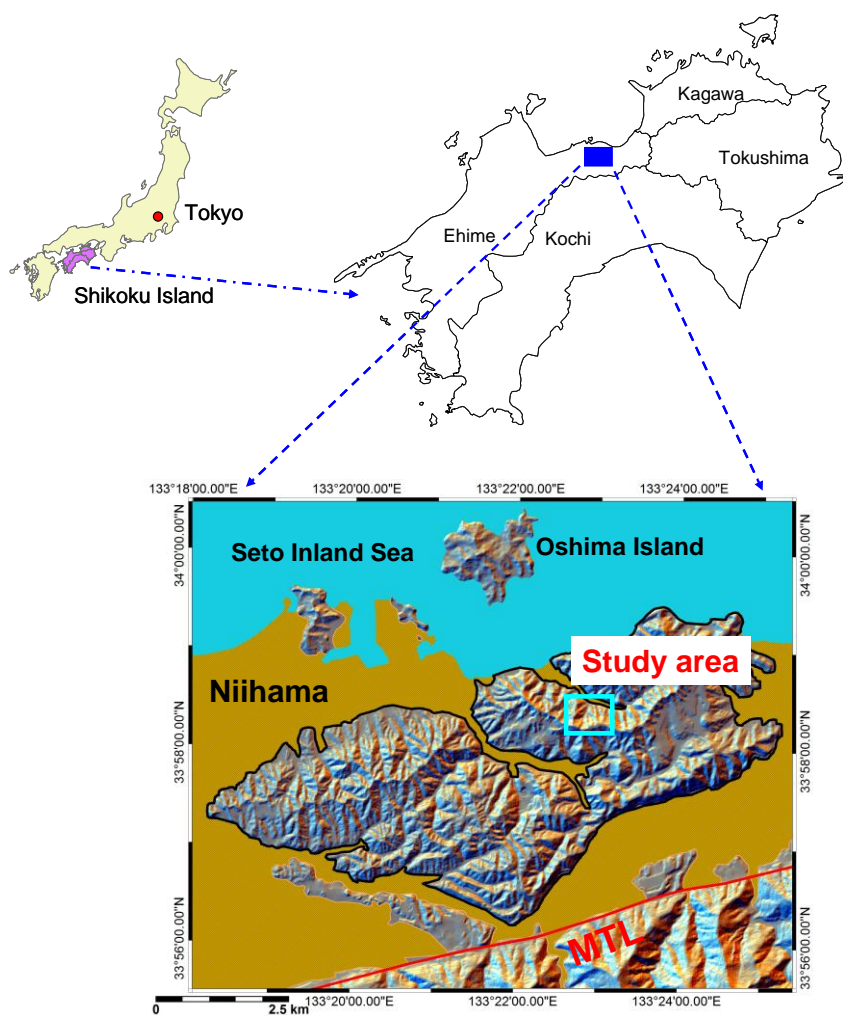 Kagawa
Tokushima
Tokyo
Ehime
Kochi
Shikoku Island
133°18'00.00"E
133°20'00.00"E
133°22'00.00"E
133°24'00.00"E
34°00'00.00"N
Seto Inland Sea
Oshima Island
34°00'00.00"N
Study area
Niihama
33°58'00.00"N
33°58'00.00"N
33°56'00.00"N
MTL
33°56'00.00"N
133°20'00.00"E
133°22'00.00"E
133°24'00.00"E
0
2.5 km